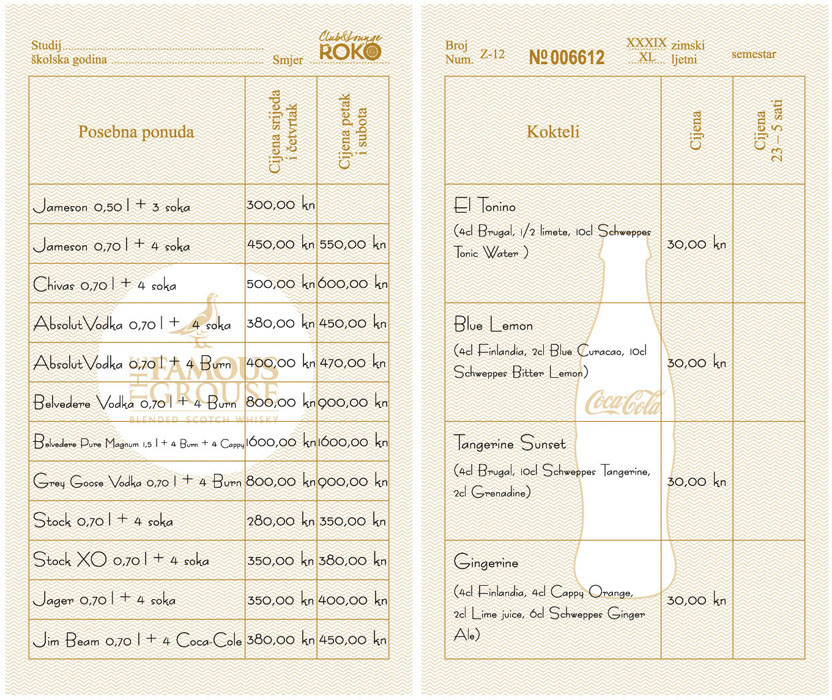 Studij
školska godina
Smjer
Club&Lounge
ROKO
Posebna ponuda
Cijena srijeda
i četvrtak
Cijena petak
i subota
Jameson 0,50 l + 3 soka 300,00 kn
Jameson 0,70 l + 4 soka 450,00 kn 550,00 kn
Chivas 0,70 l + 4 soka 500,00 kn 600,00 kn
Absolut Vodka 0,70 l + 4 soka 380,00 kn 450,00 kn
Absolut Vodka 0,70 l + 4 Burn 400,00 kn 470,00 kn
Belvedere Vodka 0,70 l + 4 Burn 800,00 kn 900,00 kn
Belvedere Pure Magnum 1,5 l + 4 Burn + 4 Cappy 1600,00 kn 1600,00 kn
Grey Goose Vodka 0,70 l + 4 Burn 800,00 kn 900,00 kn
Stock 0,70 l + 4 soka 280,00 kn 350,00 kn
Stock XO 0,70 l + 4 soka 350,00 kn 380,00 kn
Jager 0,70 l + 4 soka 350,00 kn 400,00 kn
Jim Beam 0,70 l + 4 Coca-Cole 380,00 kn 450,00 kn
THE
FAMOUS
GROUSE
BLENDED SCOTCH WHISKY
Broj
Num. Z-12
№ 006612
XXXIX zimski
XL ljetni
semestar
Kokteli
Cijena
Cijena
23 – 5 sati
El Tonino
(4cl Brugal, 1/2 limete, 10cl Schweppes
Tonic Water )
30,00 kn
Blue Lemon
(4cl Finlandia, 2cl Blue Curacao, 10cl
Schweppes Bitter Lemon)
30,00 kn
Coca-Cola
Tangerine Sunset
(4cl Brugal, 10cl Schweppes Tangerine,
2cl Grenadine)
30,00 kn
Gingerine
(4cl Finlandia, 4cl Cappy Orange,
2cl Lime juice, 6cl Schweppes Ginger
Ale)
30,00 kn